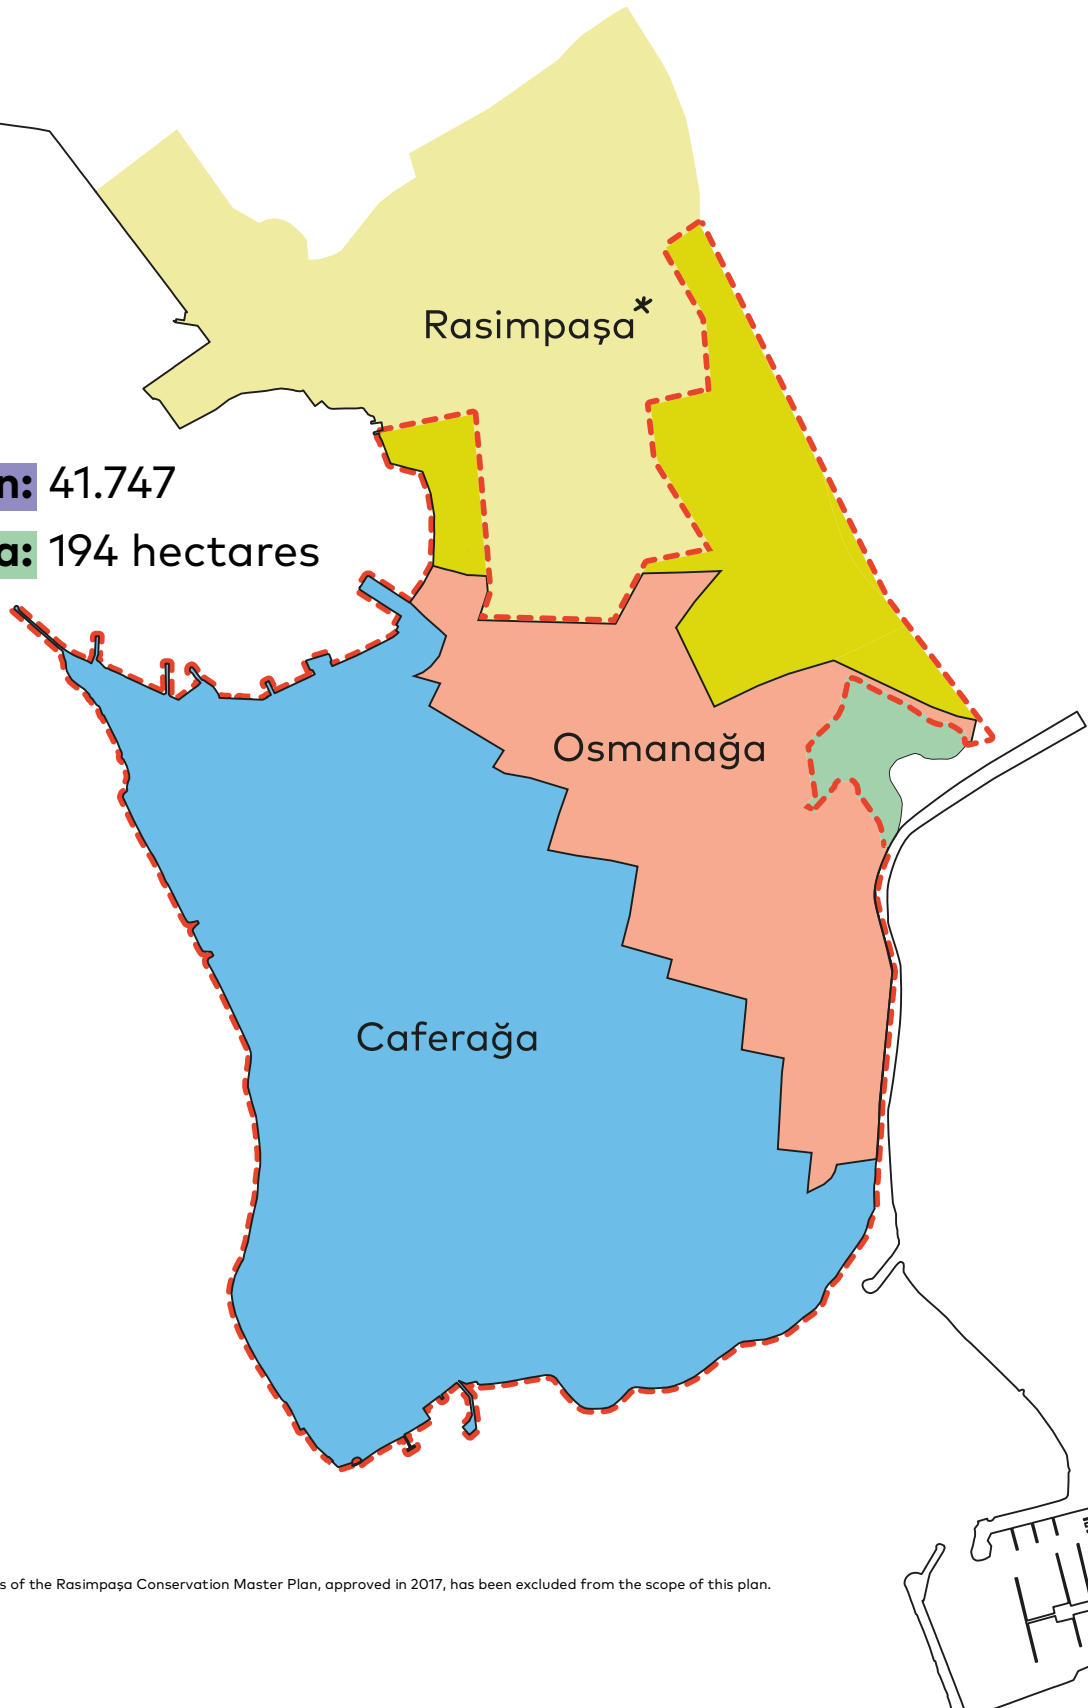 Rasimpaşa*
n: 41.747
a: 194 hectares
Osmanağa
Caferağa
s of the Rasimpaşa Conservation Master Plan, approved in 2017, has been excluded from the scope of this plan.